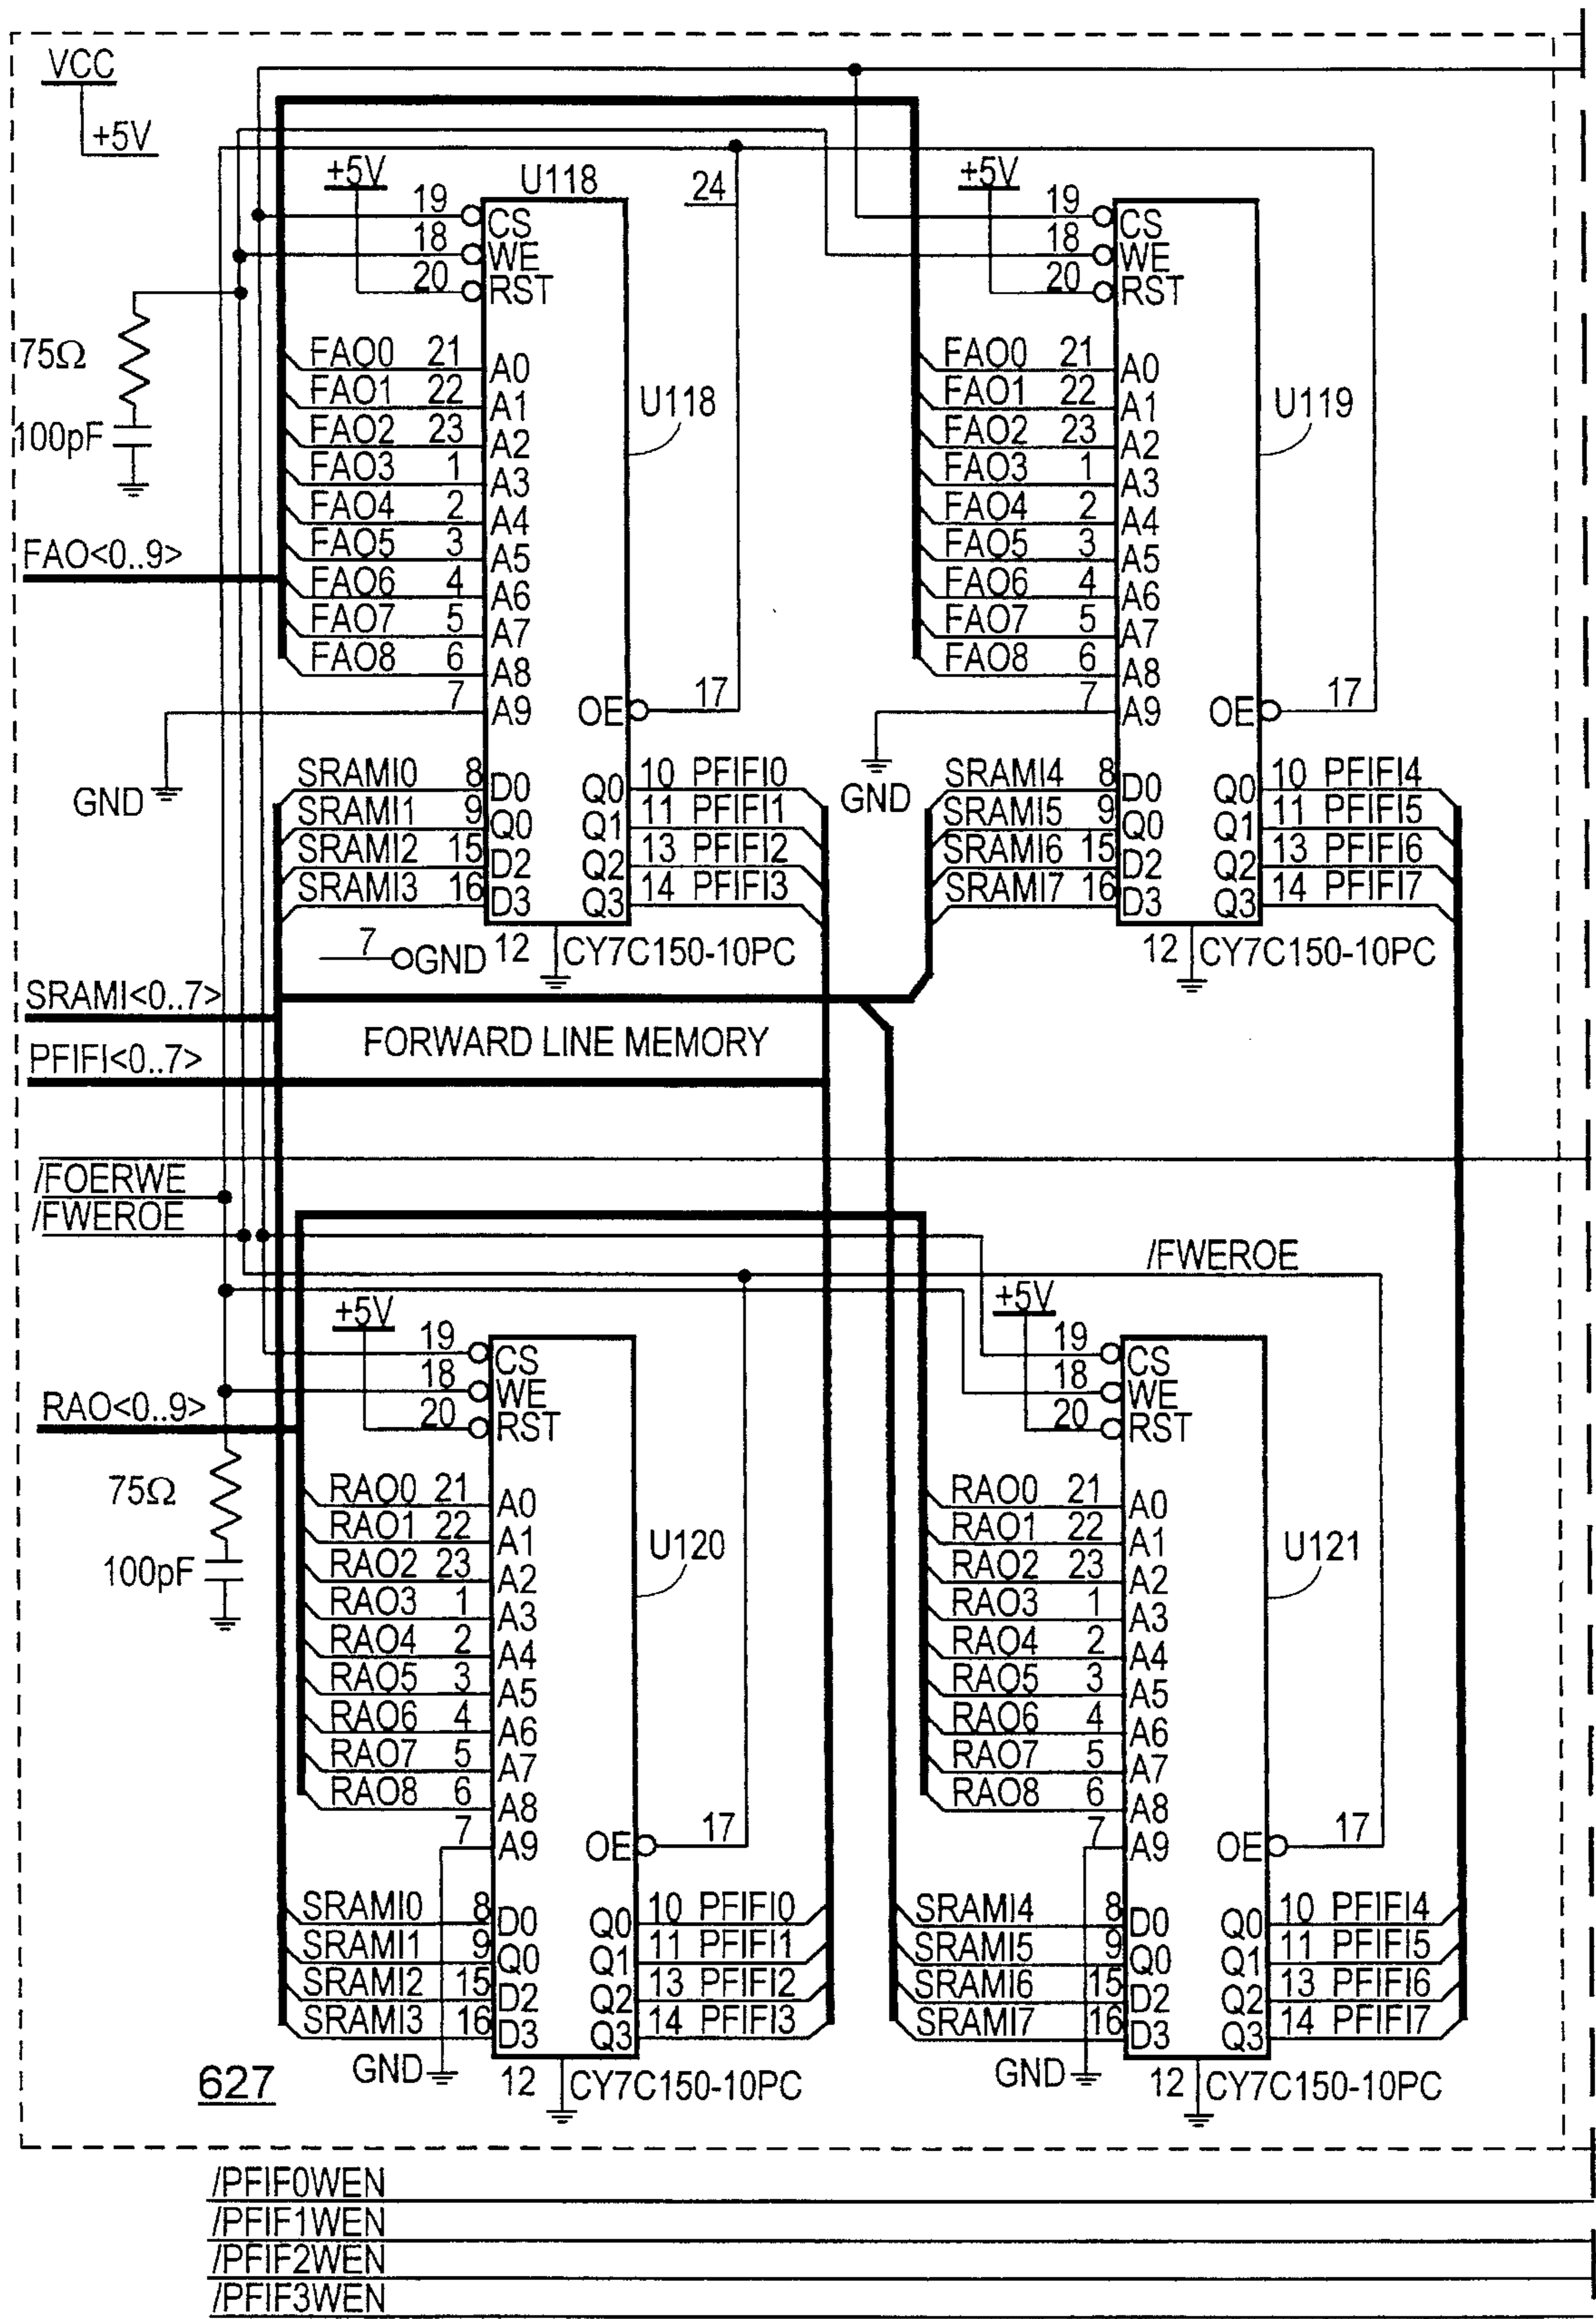 VCC
+5V
+5V
U118
24
+5V
19
CS
18
WE
20
RST
19
CS
18
WE
20
RST
75Ω
100pF
FAO0 21 A0
FAO1 22 A1
FAO2 23 A2
FAO3 1 A3
FAO4 2 A4
FAO5 3 A5
FAO6 4 A6
FAO7 5 A7
FAO8 6 A8
7 A9
U118
OE 17
FAO<0..9>
GND
FAO0 21 A0
FAO1 22 A1
FAO2 23 A2
FAO3 1 A3
FAO4 2 A4
FAO5 3 A5
FAO6 4 A6
FAO7 5 A7
FAO8 6 A8
7 A9
U119
OE 17
GND
SRAMI0 8 D0 Q0 10 PFIFI0
SRAMI1 9 Q0 Q1 11 PFIFI1
SRAMI2 15 D2 Q2 13 PFIFI2
SRAMI3 16 D3 Q3 14 PFIFI3
7 GND 12 CY7C150-10PC
SRAMI4 8 D0 Q0 10 PFIFI4
SRAMI5 9 Q0 Q1 11 PFIFI5
SRAMI6 15 D2 Q2 13 PFIFI6
SRAMI7 16 D3 Q3 14 PFIFI7
12 CY7C150-10PC
SRAMI<0..7>
FORWARD LINE MEMORY
PFIFI<0..7>
/FOERWE
/FWEROE
/FWEROE
+5V
+5V
19
CS
18
WE
20
RST
19
CS
18
WE
20
RST
RAO<0..9>
75Ω
100pF
RAO0 21 A0
RAO1 22 A1
RAO2 23 A2
RAO3 1 A3
RAO4 2 A4
RAO5 3 A5
RAO6 4 A6
RAO7 5 A7
RAO8 6 A8
7 A9
U120
OE 17
RAO0 21 A0
RAO1 22 A1
RAO2 23 A2
RAO3 1 A3
RAO4 2 A4
RAO5 3 A5
RAO6 4 A6
RAO7 5 A7
RAO8 6 A8
7 A9
U121
OE 17
SRAMI0 8 D0 Q0 10 PFIFI0
SRAMI1 9 Q0 Q1 11 PFIFI1
SRAMI2 15 D2 Q2 13 PFIFI2
SRAMI3 16 D3 Q3 14 PFIFI3
GND 12 CY7C150-10PC
SRAMI4 8 D0 Q0 10 PFIFI4
SRAMI5 9 Q0 Q1 11 PFIFI5
SRAMI6 15 D2 Q2 13 PFIFI6
SRAMI7 16 D3 Q3 14 PFIFI7
GND 12 CY7C150-10PC
627
/PFIF0WEN
/PFIF1WEN
/PFIF2WEN
/PFIF3WEN